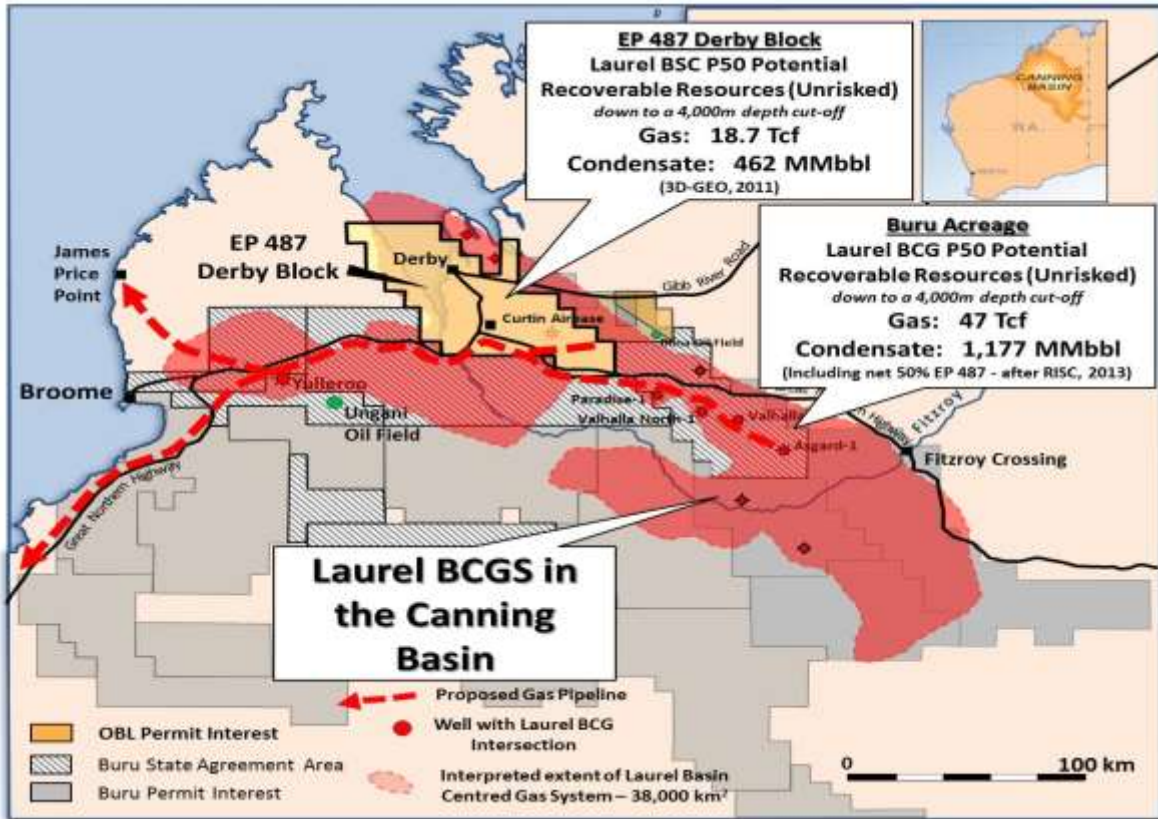 EP 487 Derby Block
Laurel BSC P50 Potential
Recoverable Resources (Unrisked)
down to a 4,000m depth cut-off
Gas: 18.7 Tcf
Condensate: 462 MMbbl
(3D-GEO, 2011)
CANNING
BASIN
Buru Acreage
Laurel BCG P50 Potential
Recoverable Resources (Unrisked)
down to a 4,000m depth cut-off
Gas: 47 Tcf
Condensate: 1,177 MMbbl
(Including net 50% EP 487 - after RISC, 2013)
James
Price
Point
EP 487
Derby Block
Derby
Gibb River Road
Curtin Airbase
Oil Field
Broome
Yulleroo
Ungani
Oil Field
Paradise-1
Valhalla North-1
Valhalla
Asgard-1
Highway
Fitzroy
Fitzroy Crossing
Great Northern Highway
Laurel BCGS in
the Canning
Basin
Proposed Gas Pipeline
OBL Permit Interest
Well with Laurel BCG
Intersection
Buru State Agreement Area
Buru Permit Interest
Interpreted extent of Laurel Basin
Centred Gas System – 38,000 km²
0
100 km